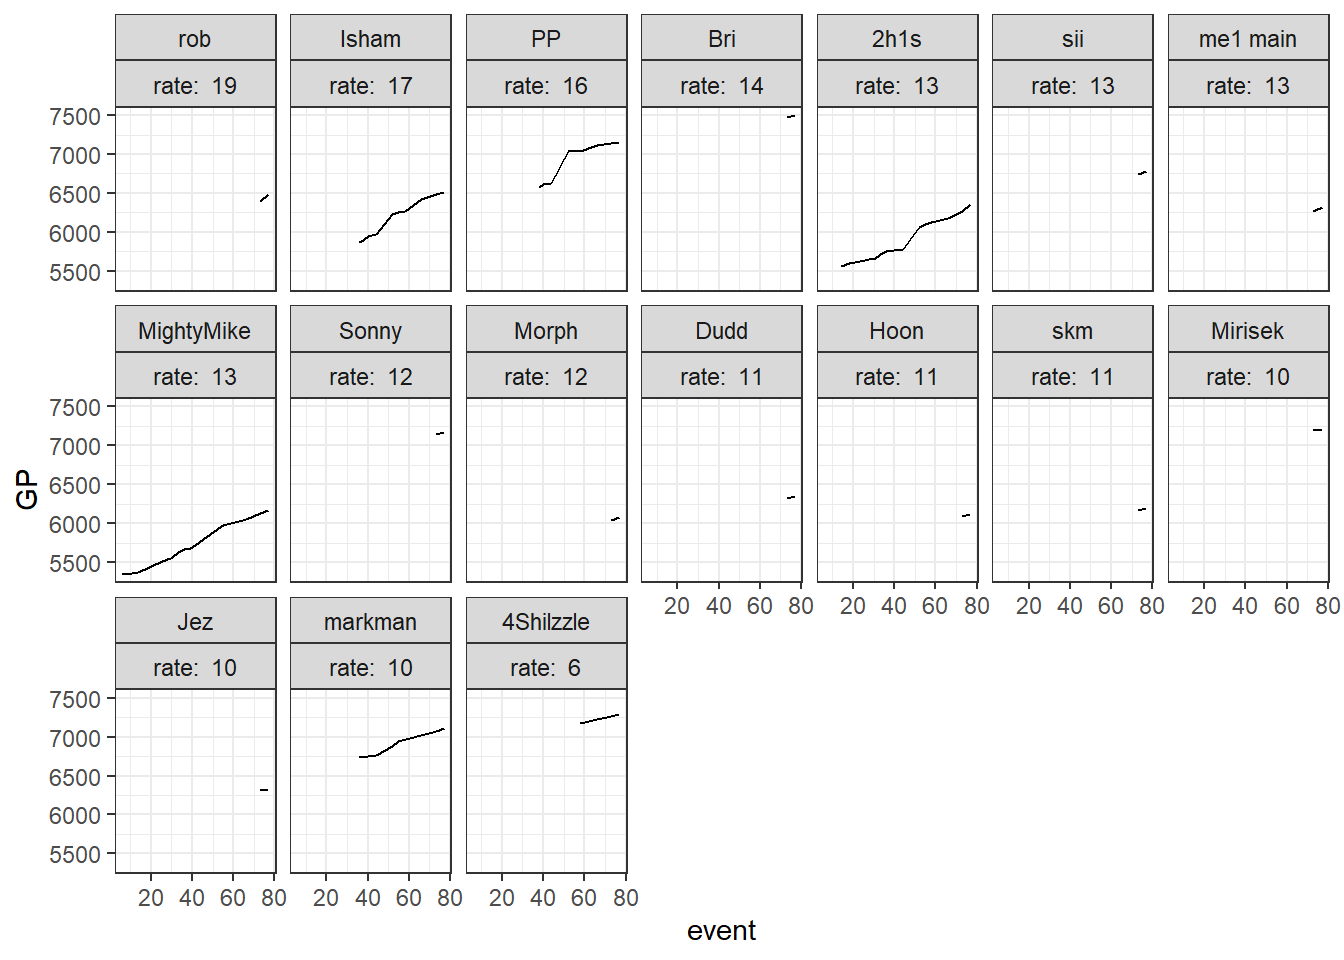 rob Isham PP Bri 2h1s sii me1 main
rate: 19 rate: 17 rate: 16 rate: 14 rate: 13 rate: 13 rate: 13
7500
7000
6500
6000
5500
MightyMike Sonny Morph Dudd Hoon skm Mirisek
rate: 13 rate: 12 rate: 12 rate: 11 rate: 11 rate: 11 rate: 10
7500
7000
6500
6000
5500
GP
20 40 60 80 20 40 60 80 20 40 60 80 20 40 60 80
Jez markman 4Shilzzle
rate: 10 rate: 10 rate: 6
7500
7000
6500
6000
5500
20 40 60 80 20 40 60 80 20 40 60 80
event